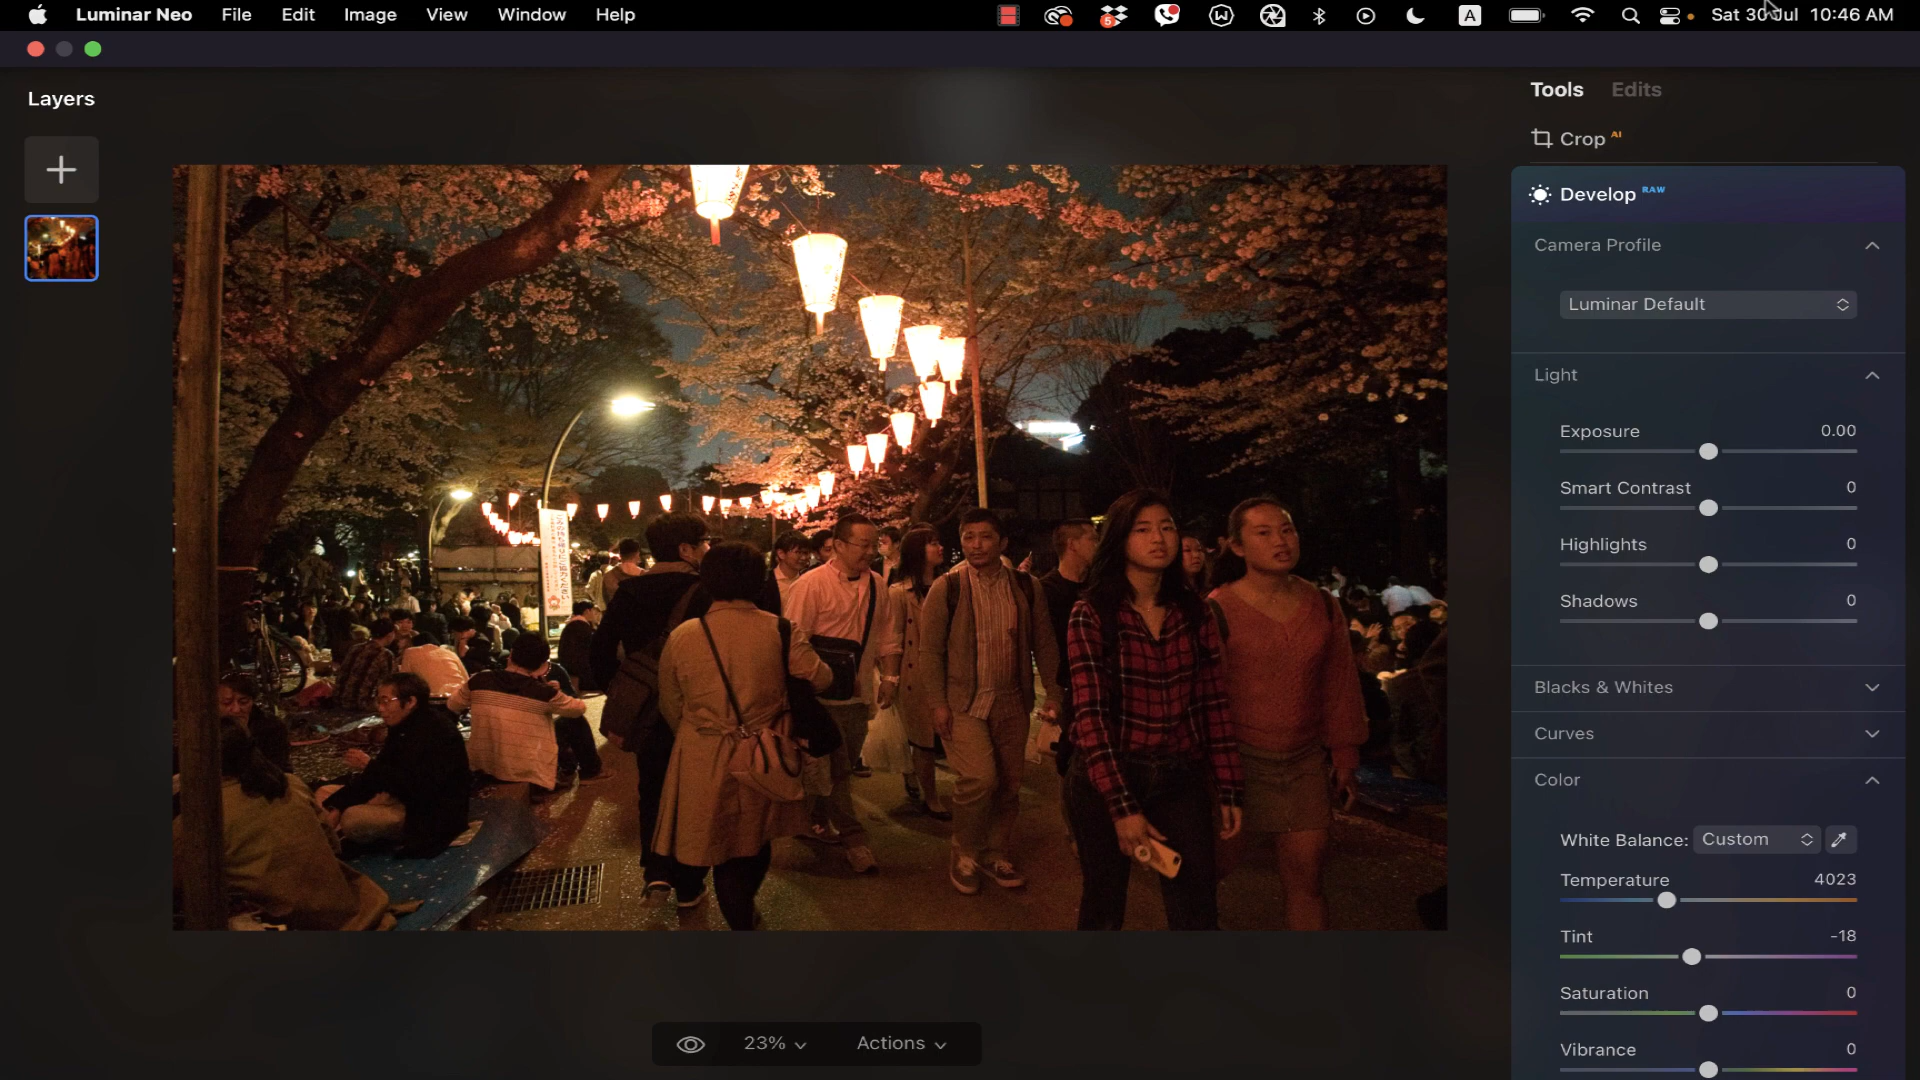 Luminar Neo File Edit Image View Window Help 5 A Sat 30 Jul 10:46 AM
Layers
Tools Edits
Crop AI
Develop RAW
Camera Profile
Luminar Default
Light
Exposure 0.00
Smart Contrast 0
Highlights 0
Shadows 0
Blacks & Whites
Curves
Color
White Balance: Custom
Temperature 4023
Tint -18
Saturation 0
Vibrance 0
23% Actions